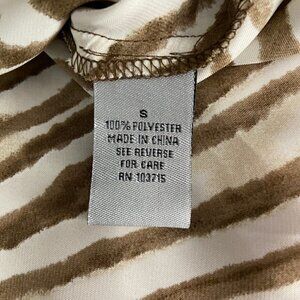 S
100% POLYESTER
MADE IN CHINA
SEE REVERSE
FOR CARE
RN 103715